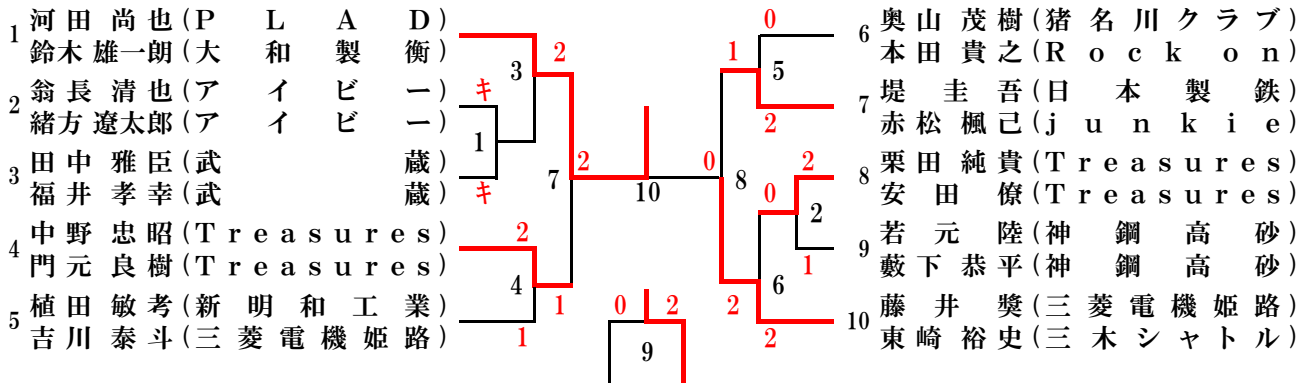 1
河田尚也(PLAD)
鈴木雄一朗(大和製衡)
2
翁長清也(アイビー)
緒方遼太郎(アイビー)
3
田中雅臣(武蔵)
福井孝幸(武蔵)
4
中野忠昭(Treasures)
門元良樹(Treasures)
5
植田敏考(新明和工業)
吉川泰斗(三菱電機姫路)
2
3
キ
1
キ
7
2
2
4
1
1
10
0
2
9
0
1
5
2
0
8
2
0
2
1
6
2
2
6
奥山茂樹(猪名川クラブ)
本田貴之(Rock on)
7
堤圭吾(日本製鉄)
赤松楓己(junkie)
8
栗田純貴(Treasures)
安田僚(Treasures)
9
若元陸(神鋼高砂)
藪下恭平(神鋼高砂)
10
藤井奬(三菱電機姫路)
東崎裕史(三木シャトル)